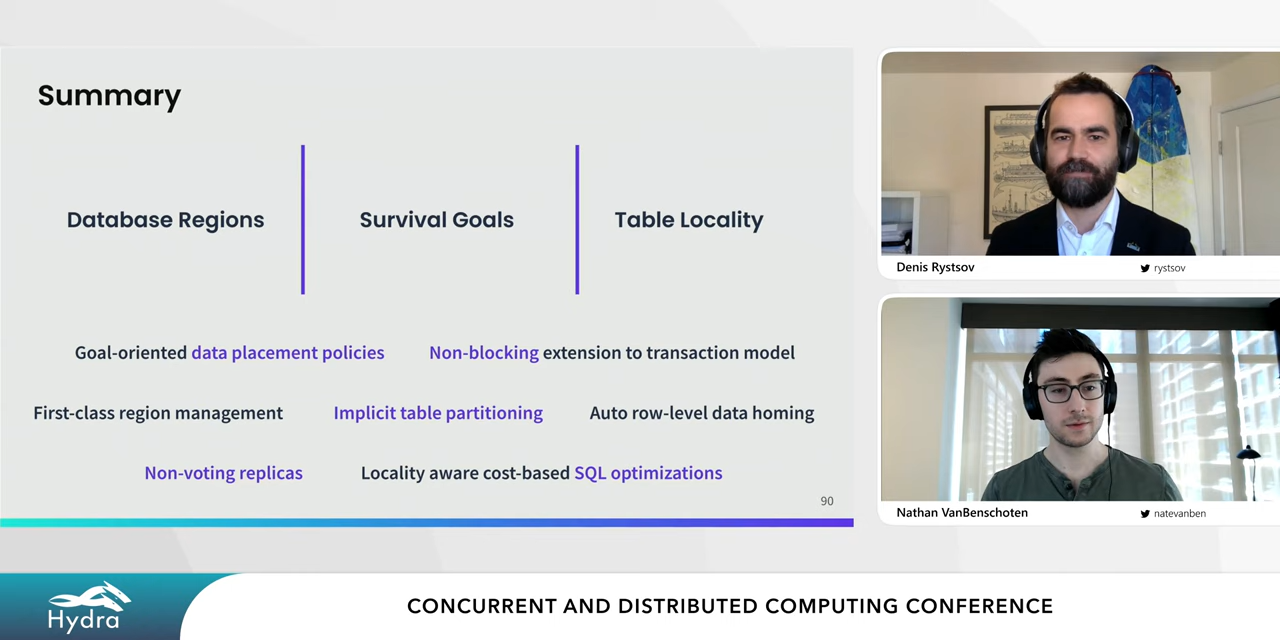 Summary
Database Regions
Survival Goals
Table Locality
Goal-oriented data placement policies
Non-blocking extension to transaction model
First-class region management
Implicit table partitioning
Auto row-level data homing
Non-voting replicas
Locality aware cost-based SQL optimizations
90
Denis Rystsov
rystsov
Nathan VanBenschoten
natevanben
Hydra
CONCURRENT AND DISTRIBUTED COMPUTING CONFERENCE